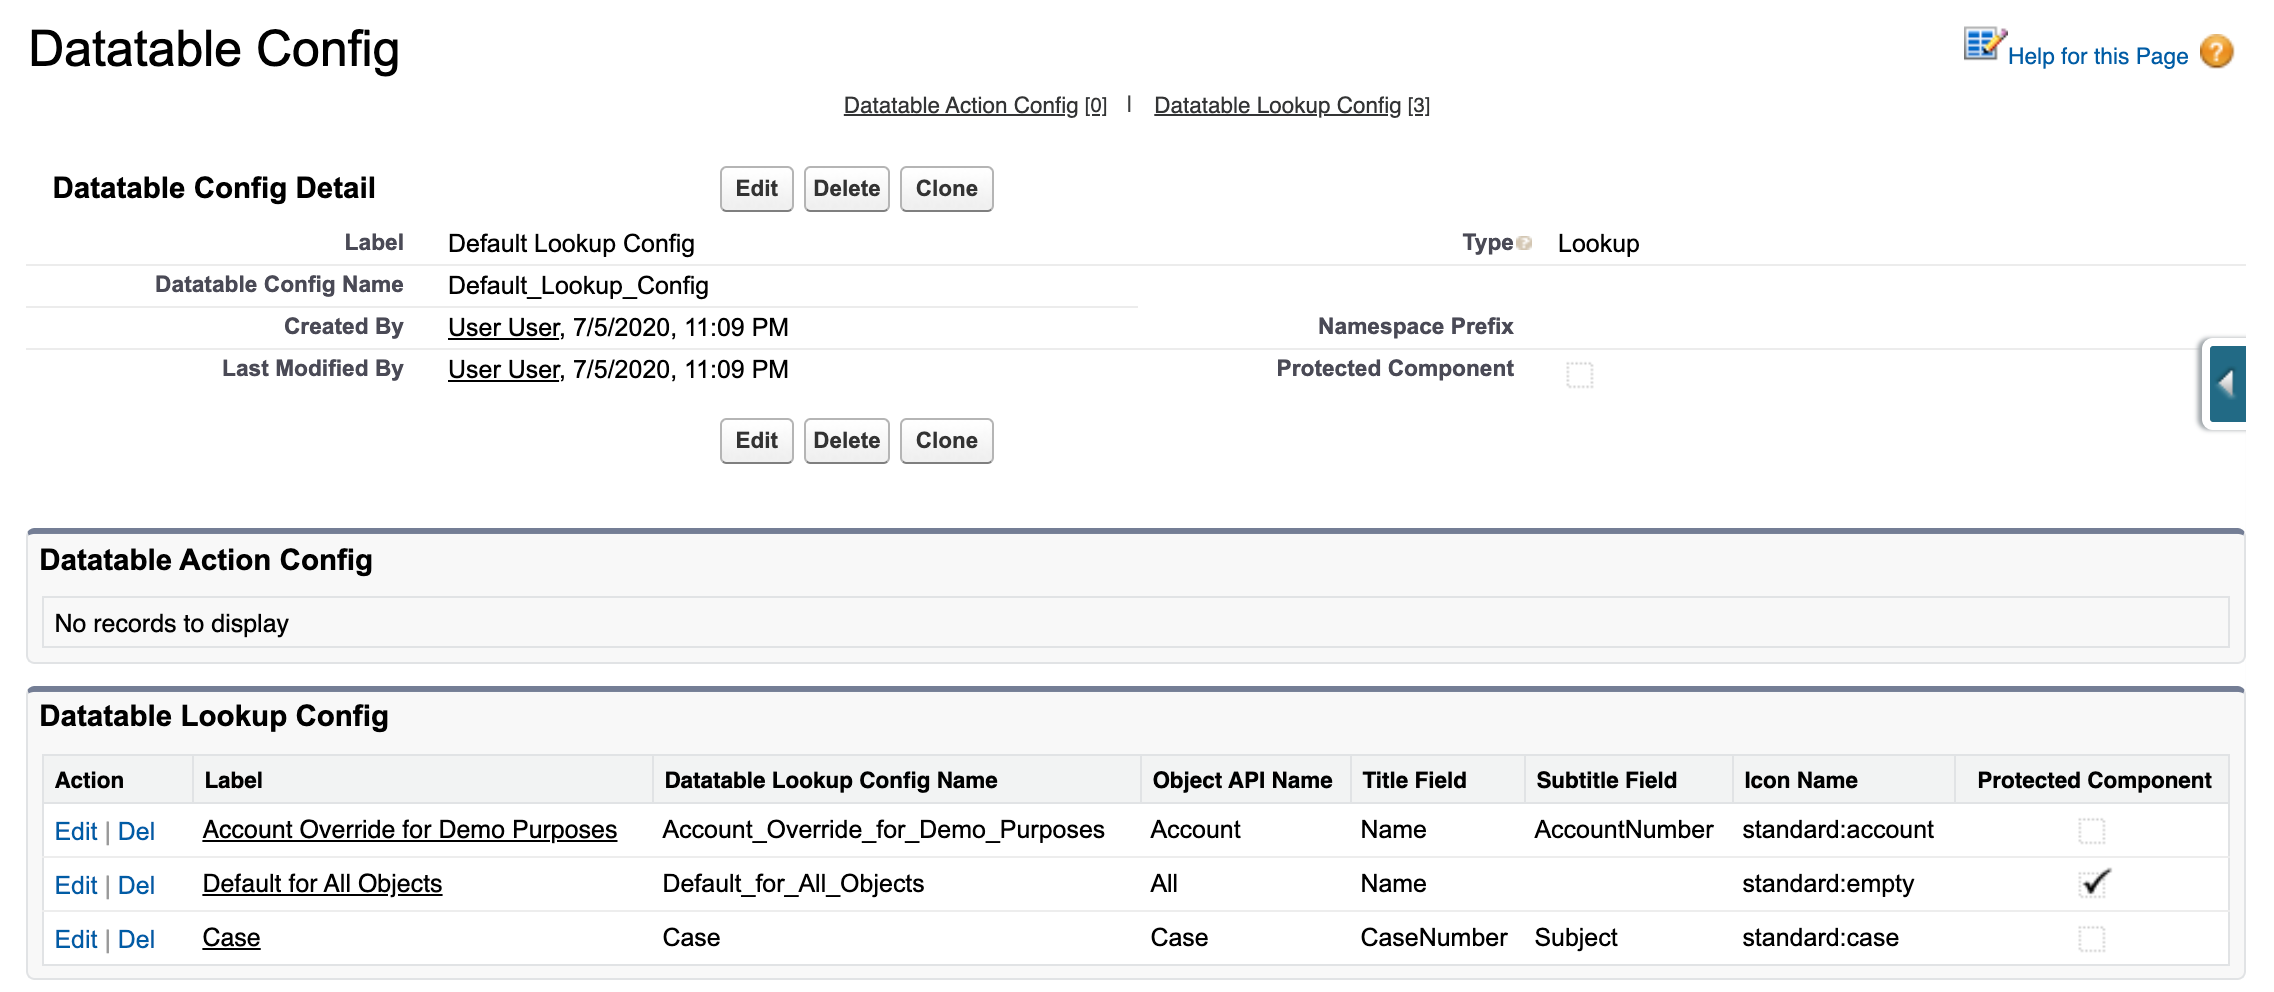 Datatable Config
Help for this Page ?
Datatable Action Config [0] | Datatable Lookup Config [3]
Datatable Config Detail Edit Delete Clone
Label Default Lookup Config Type ? Lookup
Datatable Config Name Default_Lookup_Config
Created By User User, 7/5/2020, 11:09 PM Namespace Prefix
Last Modified By User User, 7/5/2020, 11:09 PM Protected Component
Edit Delete Clone
Datatable Action Config
No records to display
Datatable Lookup Config
Action Label Datatable Lookup Config Name Object API Name Title Field Subtitle Field Icon Name Protected Component
Edit | Del Account Override for Demo Purposes Account_Override_for_Demo_Purposes Account Name AccountNumber standard:account
Edit | Del Default for All Objects Default_for_All_Objects All Name standard:empty
Edit | Del Case Case Case CaseNumber Subject standard:case